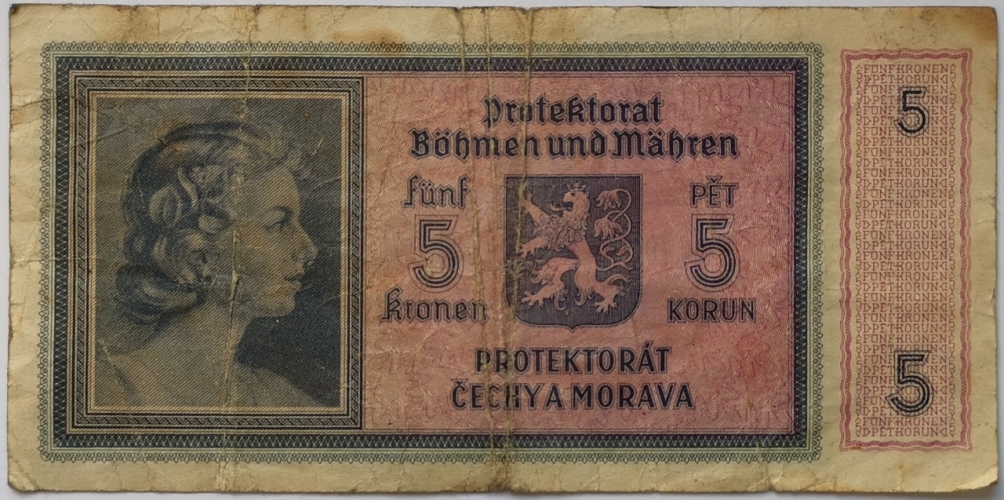 Protektorat
Böhmen und Mähren
fünf PĚT
5 5
kronen KORUN
PROTEKTORÁT
ČECHY A MORAVA
5
5